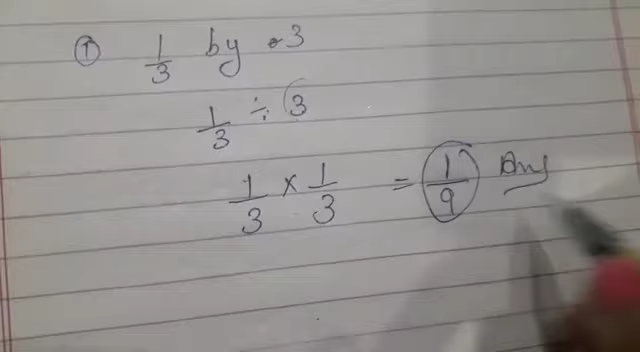 ① 1/3 by 3
1/3 ÷ 3
1/3 × 1/3 = 1/9 Ans